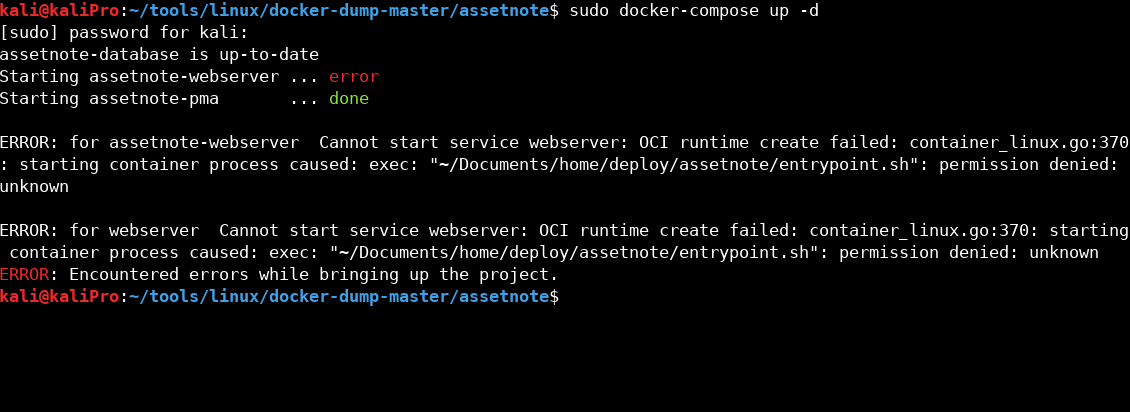 kali@kaliPro:~/tools/linux/docker-dump-master/assetnote$ sudo docker-compose up -d
[sudo] password for kali:
assetnote-database is up-to-date
Starting assetnote-webserver ... error
Starting assetnote-pma       ... done
ERROR: for assetnote-webserver  Cannot start service webserver: OCI runtime create failed: container_linux.go:370
: starting container process caused: exec: "~/Documents/home/deploy/assetnote/entrypoint.sh": permission denied:
unknown
ERROR: for webserver  Cannot start service webserver: OCI runtime create failed: container_linux.go:370: starting
 container process caused: exec: "~/Documents/home/deploy/assetnote/entrypoint.sh": permission denied: unknown
ERROR: Encountered errors while bringing up the project.
kali@kaliPro:~/tools/linux/docker-dump-master/assetnote$